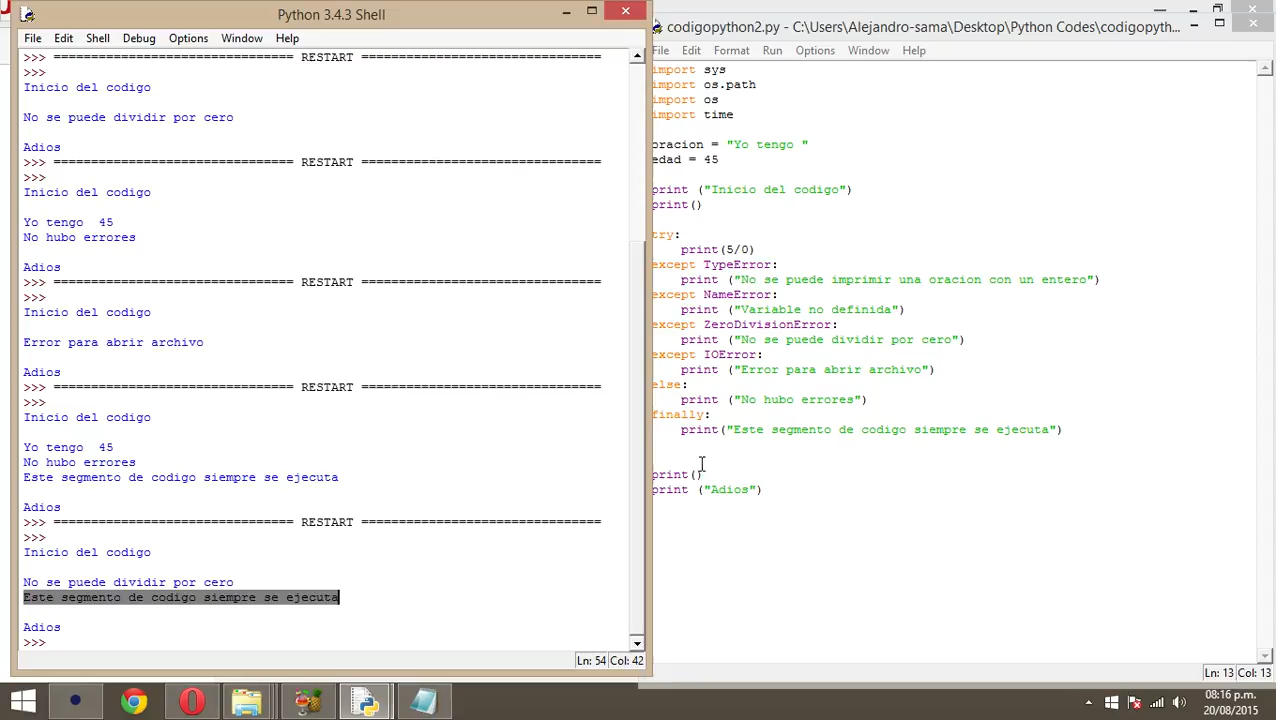 Python 3.4.3 Shell
File Edit Shell Debug Options Window Help
>>> ================================ RESTART ================================
>>>
Inicio del codigo
No se puede dividir por cero
Adios
>>> ================================ RESTART ================================
>>>
Inicio del codigo
Yo tengo  45
No hubo errores
Adios
>>> ================================ RESTART ================================
>>>
Inicio del codigo
Error para abrir archivo
Adios
>>> ================================ RESTART ================================
>>>
Inicio del codigo
Yo tengo  45
No hubo errores
Este segmento de codigo siempre se ejecuta
Adios
>>> ================================ RESTART ================================
>>>
Inicio del codigo
No se puede dividir por cero
Este segmento de codigo siempre se ejecuta
Adios
>>>
Ln: 54 Col: 42
codigopython2.py - C:\Users\Alejandro-sama\Desktop\Python Codes\codigopyth...
File Edit Format Run Options Window Help
import sys
import os.path
import os
import time
oracion = "Yo tengo "
edad = 45
print ("Inicio del codigo")
print()
try:
    print(5/0)
except TypeError:
    print ("No se puede imprimir una oracion con un entero")
except NameError:
    print ("Variable no definida")
except ZeroDivisionError:
    print ("No se puede dividir por cero")
except IOError:
    print ("Error para abrir archivo")
else:
    print ("No hubo errores")
finally:
    print("Este segmento de codigo siempre se ejecuta")
print()
print ("Adios")
Ln: 13 Col: 13
08:16 p.m.
20/08/2015